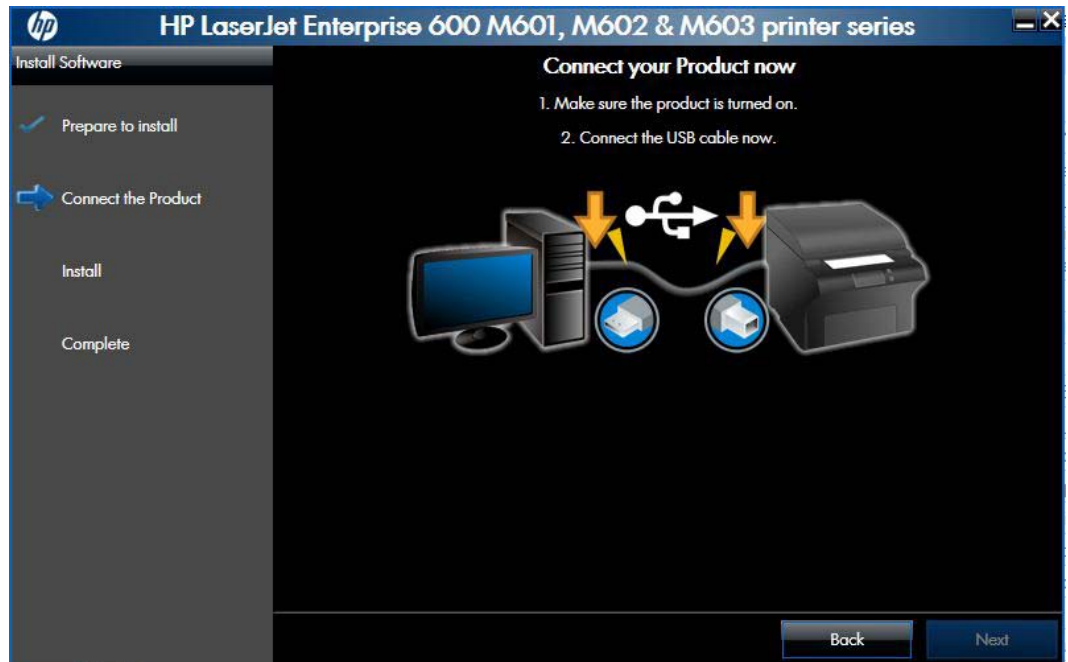 hp
HP LaserJet Enterprise 600 M601, M602 & M603 printer series
Install Software
Prepare to install
Connect the Product
Install
Complete
Connect your Product now
1. Make sure the product is turned on.
2. Connect the USB cable now.
Back
Next